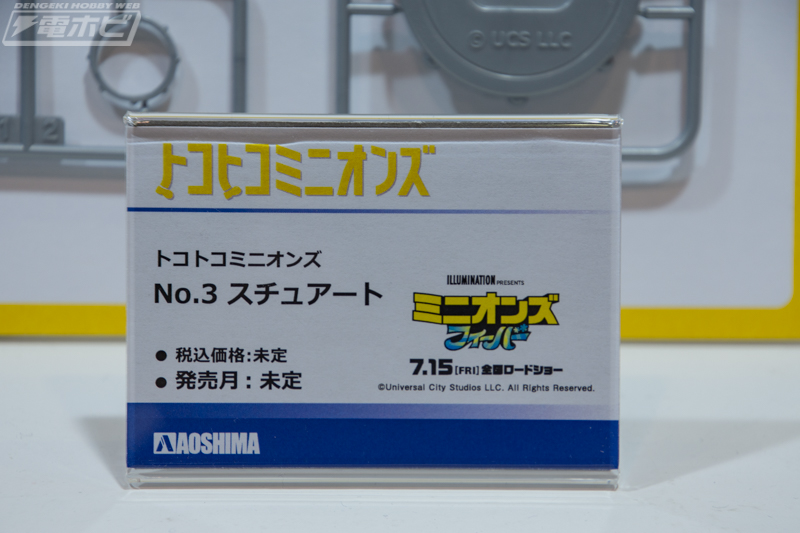 DENGEKI HOBBY WEB
電ホビ
© UCS LLC
1 2
トコトコミニオンズ
トコトコミニオンズ
No.3 スチュアート
ILLUMINATION PRESENTS
ミニオンズ
フィーバー
● 税込価格:未定
7.15[FRI]全国ロードショー
● 発売月:未定
©Universal City Studios LLC. All Rights Reserved.
AOSHIMA